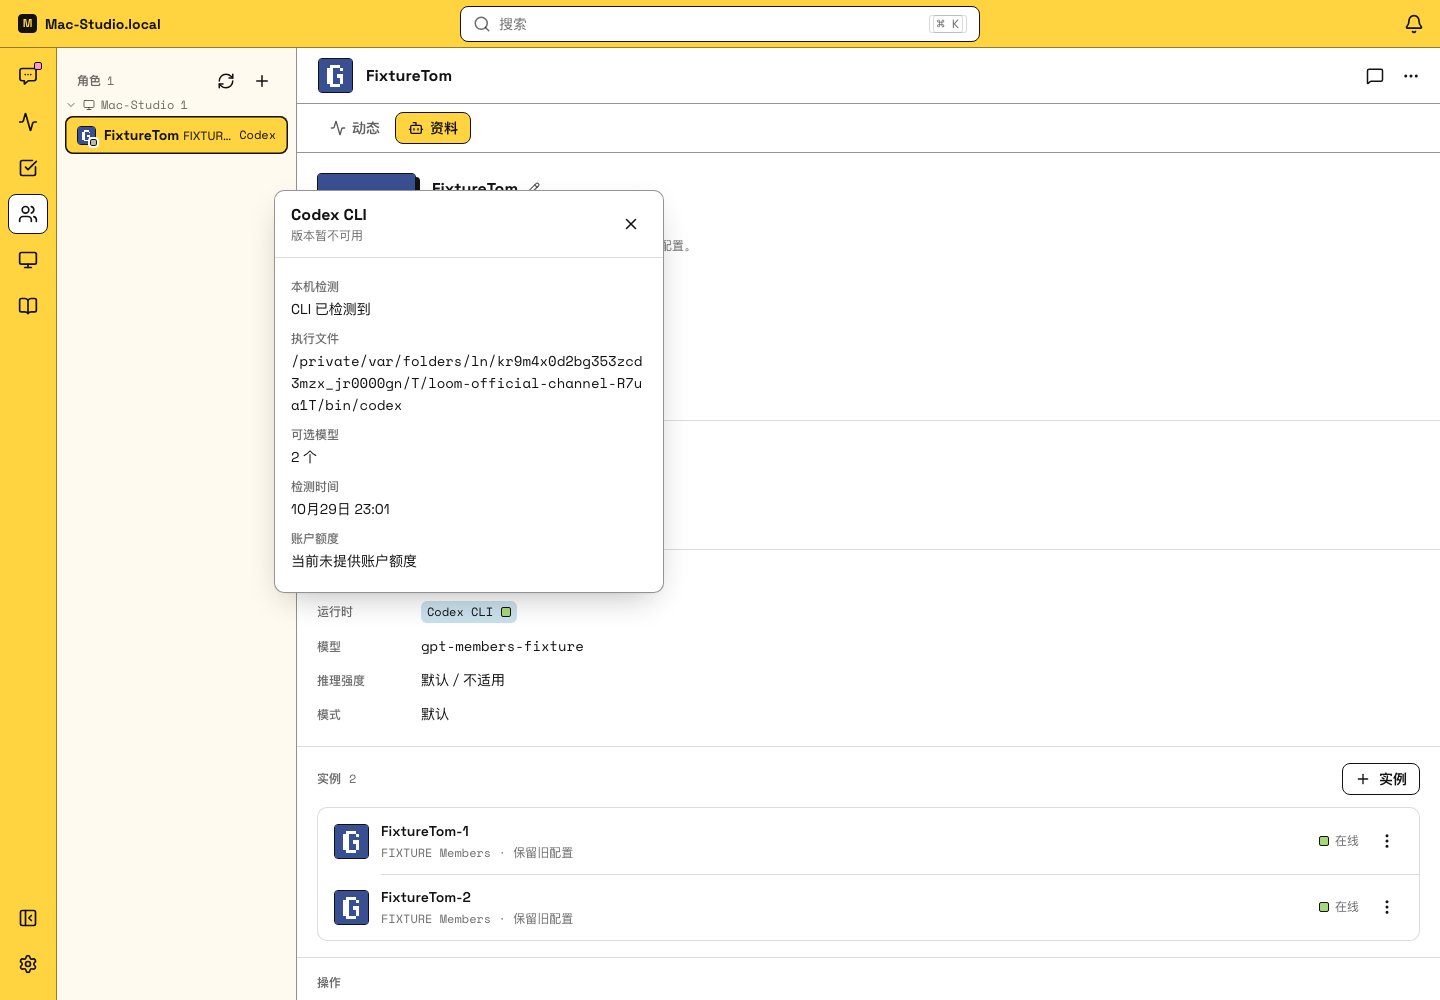 M Mac-Studio.local
搜索
⌘ K
角色 1
Mac-Studio 1
FixtureTom FIXTUR... Codex
FixtureTom
动态
资料
FixtureTom
配置。
Codex CLI
版本暂不可用
本机检测
CLI 已检测到
执行文件
/private/var/folders/ln/kr9m4x0d2bg353zcd
3mzx_jr0000gn/T/loom-official-channel-R7u
a1T/bin/codex
可选模型
2 个
检测时间
10月29日 23:01
账户额度
当前未提供账户额度
运行时 Codex CLI
模型 gpt-members-fixture
推理强度 默认 / 不适用
模式 默认
实例 2
实例
FixtureTom-1
FIXTURE Members · 保留旧配置
在线
FixtureTom-2
FIXTURE Members · 保留旧配置
在线
操作